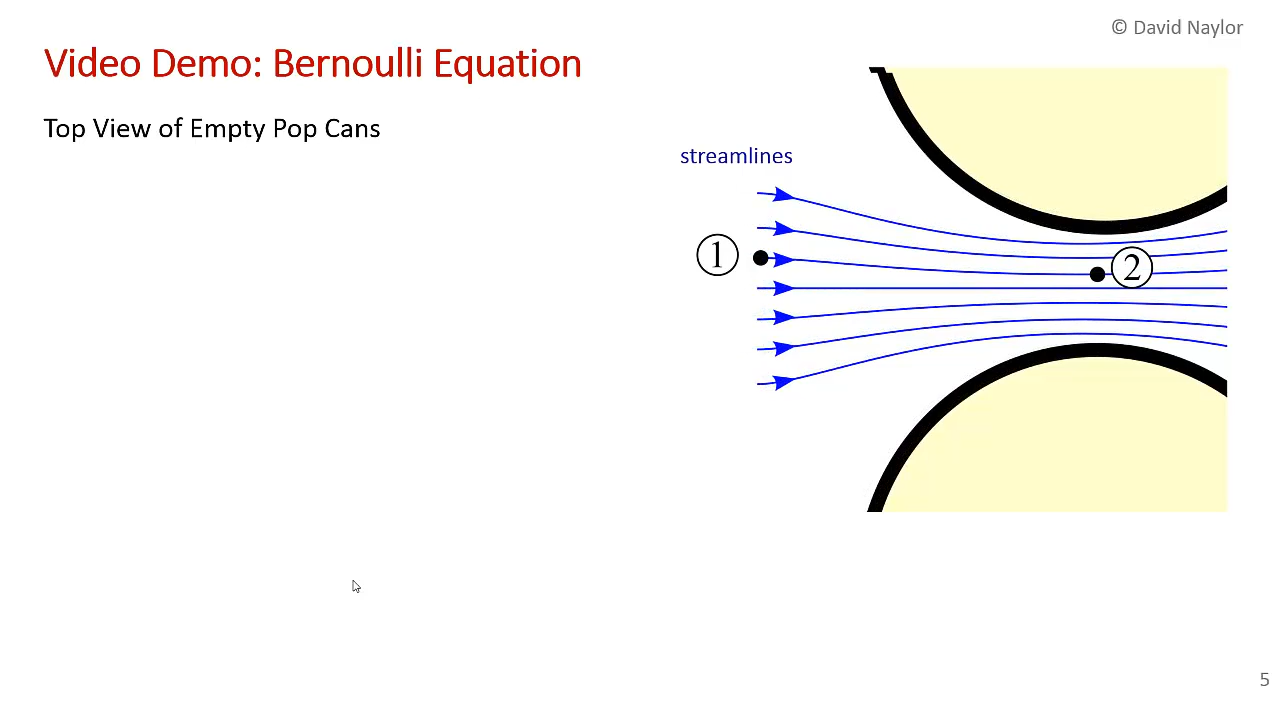 © David Naylor
Video Demo: Bernoulli Equation
Top View of Empty Pop Cans
streamlines
1
2
5